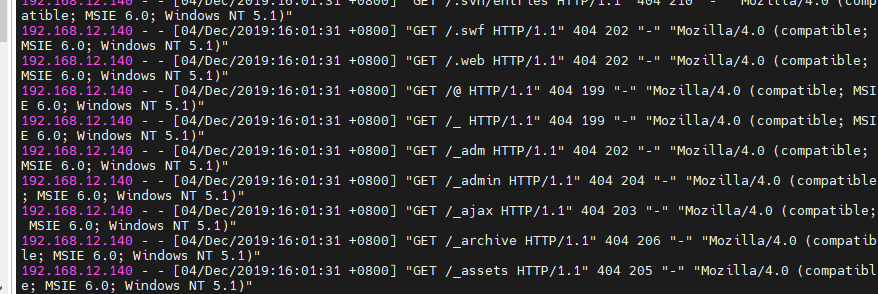 192.168.12.140 - - [04/Dec/2019:16:01:31 +0800] "GET /.svn/entries HTTP/1.1" 404 210 "-" "Mozilla/4.0 (comp
atible; MSIE 6.0; Windows NT 5.1)"
192.168.12.140 - - [04/Dec/2019:16:01:31 +0800] "GET /.swf HTTP/1.1" 404 202 "-" "Mozilla/4.0 (compatible;
MSIE 6.0; Windows NT 5.1)"
192.168.12.140 - - [04/Dec/2019:16:01:31 +0800] "GET /.web HTTP/1.1" 404 202 "-" "Mozilla/4.0 (compatible;
MSIE 6.0; Windows NT 5.1)"
192.168.12.140 - - [04/Dec/2019:16:01:31 +0800] "GET /@ HTTP/1.1" 404 199 "-" "Mozilla/4.0 (compatible; MSI
E 6.0; Windows NT 5.1)"
192.168.12.140 - - [04/Dec/2019:16:01:31 +0800] "GET /_ HTTP/1.1" 404 199 "-" "Mozilla/4.0 (compatible; MSI
E 6.0; Windows NT 5.1)"
192.168.12.140 - - [04/Dec/2019:16:01:31 +0800] "GET /_adm HTTP/1.1" 404 202 "-" "Mozilla/4.0 (compatible;
MSIE 6.0; Windows NT 5.1)"
192.168.12.140 - - [04/Dec/2019:16:01:31 +0800] "GET /_admin HTTP/1.1" 404 204 "-" "Mozilla/4.0 (compatible
; MSIE 6.0; Windows NT 5.1)"
192.168.12.140 - - [04/Dec/2019:16:01:31 +0800] "GET /_ajax HTTP/1.1" 404 203 "-" "Mozilla/4.0 (compatible;
MSIE 6.0; Windows NT 5.1)"
192.168.12.140 - - [04/Dec/2019:16:01:31 +0800] "GET /_archive HTTP/1.1" 404 206 "-" "Mozilla/4.0 (compatib
le; MSIE 6.0; Windows NT 5.1)"
192.168.12.140 - - [04/Dec/2019:16:01:31 +0800] "GET /_assets HTTP/1.1" 404 205 "-" "Mozilla/4.0 (compatibl
e; MSIE 6.0; Windows NT 5.1)"